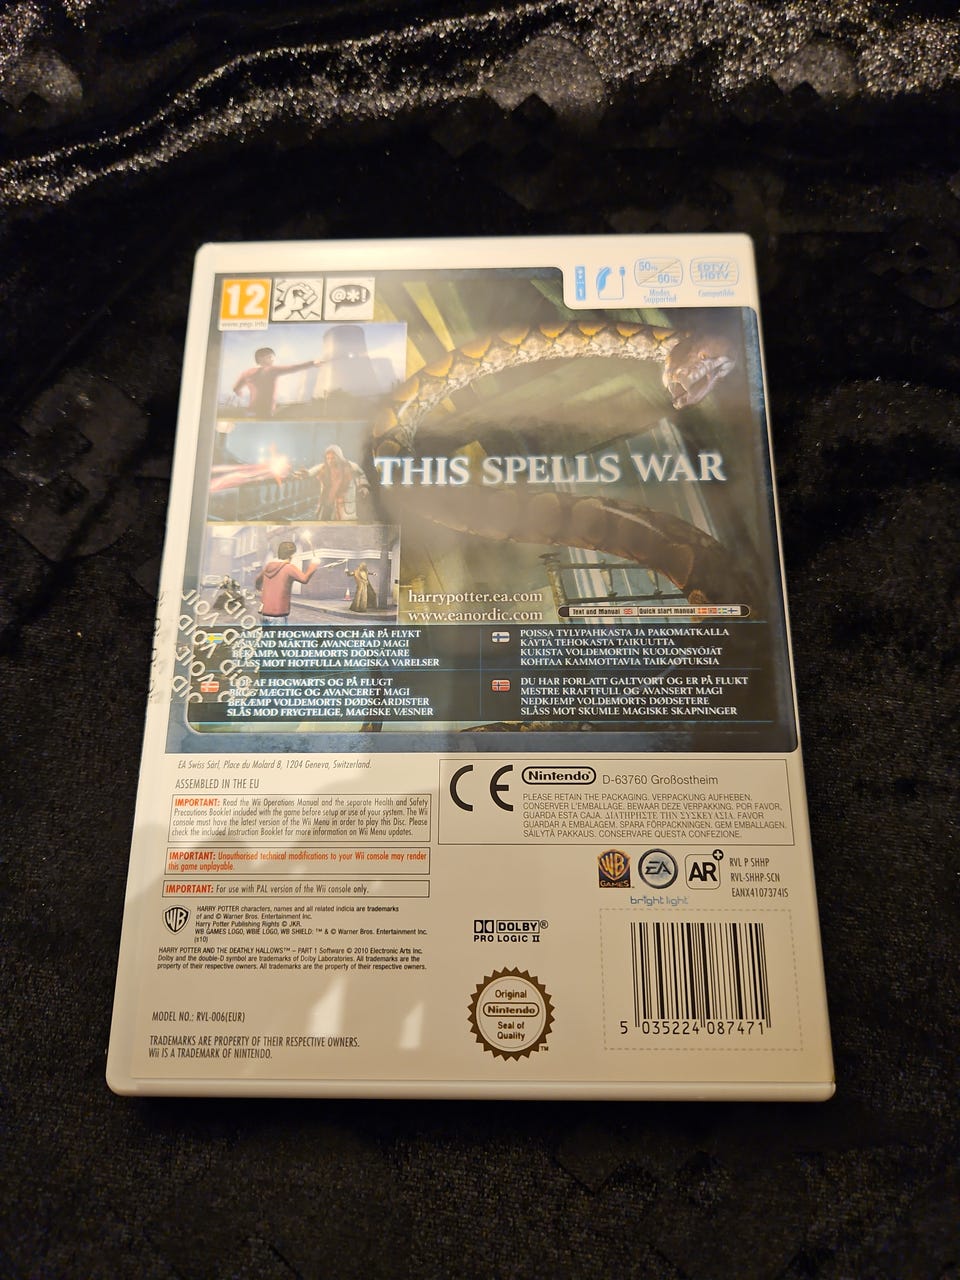 12
www.pegi.info
@*!
50Hz
60Hz
Modes
Supported
EDTV/
HDTV
Compatible
THIS SPELLS WAR
harrypotter.ea.com
www.eanordic.com
Text and Manual
Quick start manual
HOGWARTS OCH ÄR PÅ FLYKT
MÄKTIG AVANCERAD MAGI
BEKÄMPA VOLDEMORTS DÖDSÄTARE
SLÅSS MOT HOTFULLA MAGISKA VARELSER
POISSA TYLYPAHKASTA JA PAKOMATKALLA
KÄYTÄ TEHOKASTA TAIKUUTTA
KUKISTA VOLDEMORTIN KUOLONSYÖJÄT
KOHTAA KAMMOTTAVIA TAIKAOTUKSIA
AF HOGWARTS OG PÅ FLUGT
BRUG MÆGTIG OG AVANCERET MAGI
BEKÆMP VOLDEMORTS DØDSGARDISTER
SLÅS MOD FRYGTELIGE, MAGISKE VÆSNER
DU HAR FORLATT GALTVORT OG ER PÅ FLUKT
MESTRE KRAFTFULL OG AVANSERT MAGI
NEDKJEMP VOLDEMORTS DØDSETERE
SLÅSS MOT SKUMLE MAGISKE SKAPNINGER
VOID VOID
EA Swiss Sàrl, Place du Molard 8, 1204 Geneva, Switzerland.
ASSEMBLED IN THE EU
IMPORTANT: Read the Wii Operations Manual and the separate Health and Safety
Precautions Booklet included with the game before setup or use of your system. The Wii
console must have the latest version of the Wii Menu in order to play this Disc. Please
check the included Instruction Booklet for more information on Wii Menu updates.
IMPORTANT: Unauthorised technical modifications to your Wii console may render
this game unplayable.
IMPORTANT: For use with PAL version of the Wii console only.
CE
Nintendo® D-63760 Großostheim
PLEASE RETAIN THE PACKAGING. VERPACKUNG AUFHEBEN.
CONSERVER L'EMBALLAGE. BEWAAR DEZE VERPAKKING. POR FAVOR,
GUARDA ESTA CAJA. ΔΙΑΤΗΡΗΣΤΕ ΤΗΝ ΣΥΣΚΕΥΑΣΙΑ. FAVOR
GUARDAR A EMBALAGEM. SPARA FÖRPACKNINGEN. GEM EMBALLAGEN.
SÄILYTÄ PAKKAUS. CONSERVARE QUESTA CONFEZIONE.
WB
GAMES
EA
AR+
bright light
RVL P SHHP
RVL-SHHP-SCN
EANX4107374IS
WB
HARRY POTTER characters, names and all related indicia are trademarks
of and © Warner Bros. Entertainment Inc.
Harry Potter Publishing Rights © JKR.
WB GAMES LOGO, WBIE LOGO, WB SHIELD: ™ & © Warner Bros. Entertainment Inc.
(s10)
HARRY POTTER AND THE DEATHLY HALLOWS™ – PART 1 Software © 2010 Electronic Arts Inc.
Dolby and the double-D symbol are trademarks of Dolby Laboratories. All trademarks are the
property of their respective owners. All trademarks are the property of their respective owners.
DOLBY®
PRO LOGIC II
Original
Nintendo
Seal of
Quality
TM
5 035224 087471
MODEL NO.: RVL-006(EUR)
TRADEMARKS ARE PROPERTY OF THEIR RESPECTIVE OWNERS.
Wii IS A TRADEMARK OF NINTENDO.